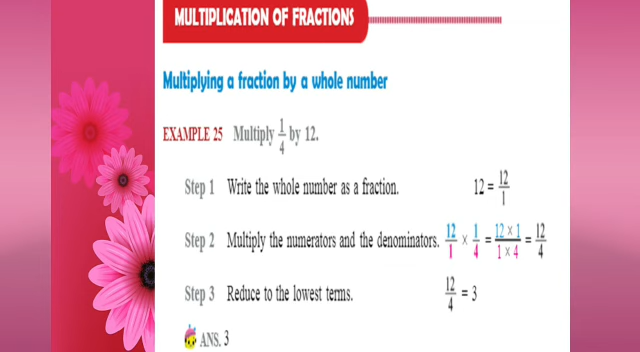 MULTIPLICATION OF FRACTIONS
Multiplying a fraction by a whole number
EXAMPLE 25 Multiply 1/4 by 12.
Step 1 Write the whole number as a fraction. 12 = 12/1
Step 2 Multiply the numerators and the denominators. 12/1 × 1/4 = 12 × 1/1 × 4 = 12/4
Step 3 Reduce to the lowest terms. 12/4 = 3
ANS. 3